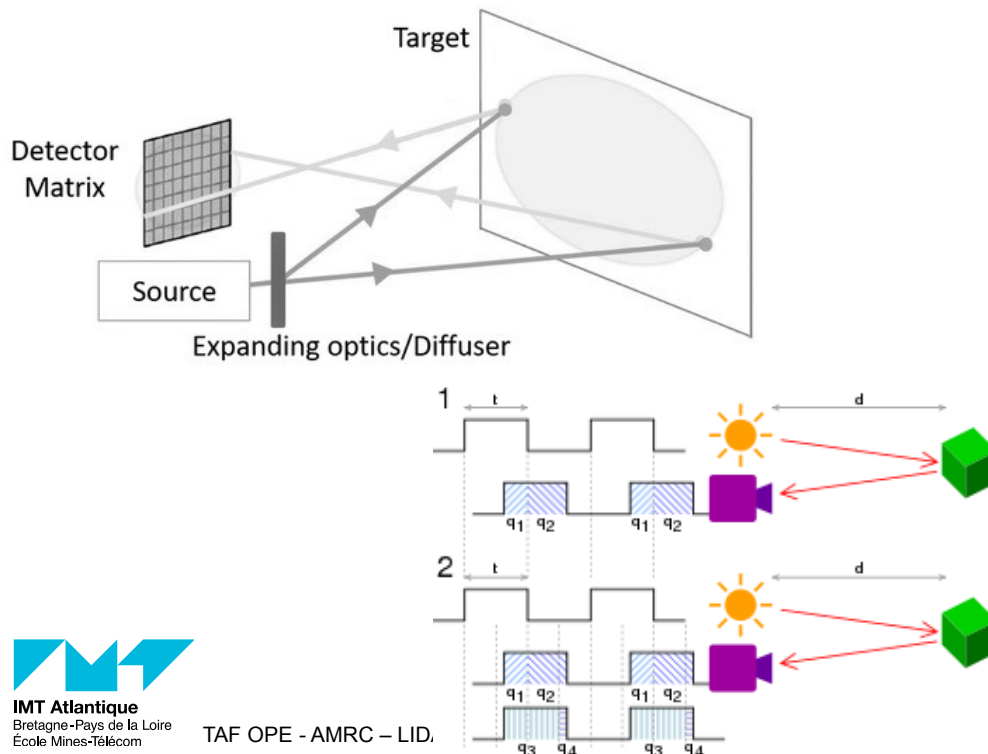 Target
Detector
Matrix
Source
Expanding optics/Diffuser
1
t
d
q1 q2 q1 q2
2
t
d
q1 q2 q1 q2
q3 q4 q3 q4
IMT Atlantique
Bretagne-Pays de la Loire
École Mines-Télécom
TAF OPE - AMRC –